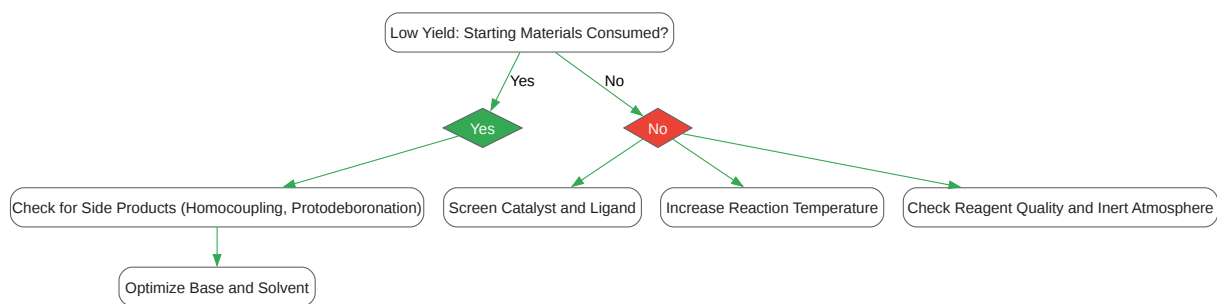 Low Yield: Starting Materials Consumed?
Yes
No
Yes
No
Check for Side Products (Homocoupling, Protodeboronation)
Screen Catalyst and Ligand
Increase Reaction Temperature
Check Reagent Quality and Inert Atmosphere
Optimize Base and Solvent